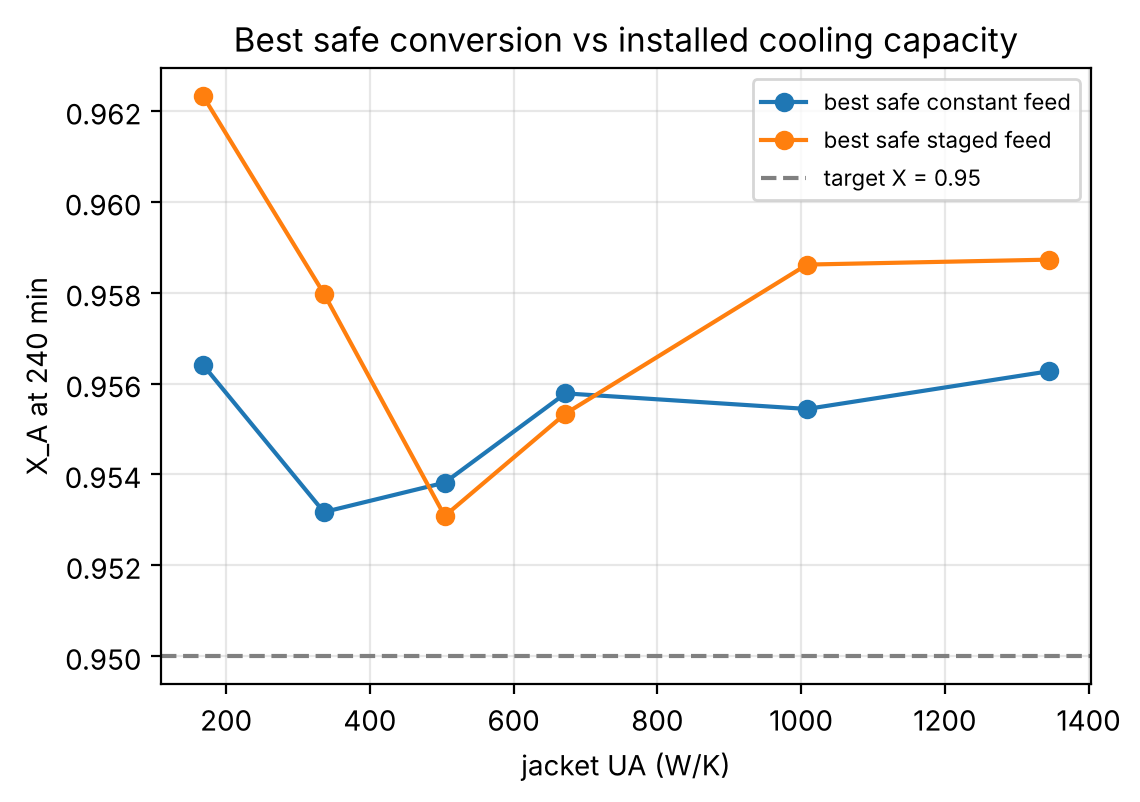 Best safe conversion vs installed cooling capacity
best safe constant feed
best safe staged feed
target X = 0.95
X_A at 240 min
0.962
0.960
0.958
0.956
0.954
0.952
0.950
200 400 600 800 1000 1200 1400
jacket UA (W/K)